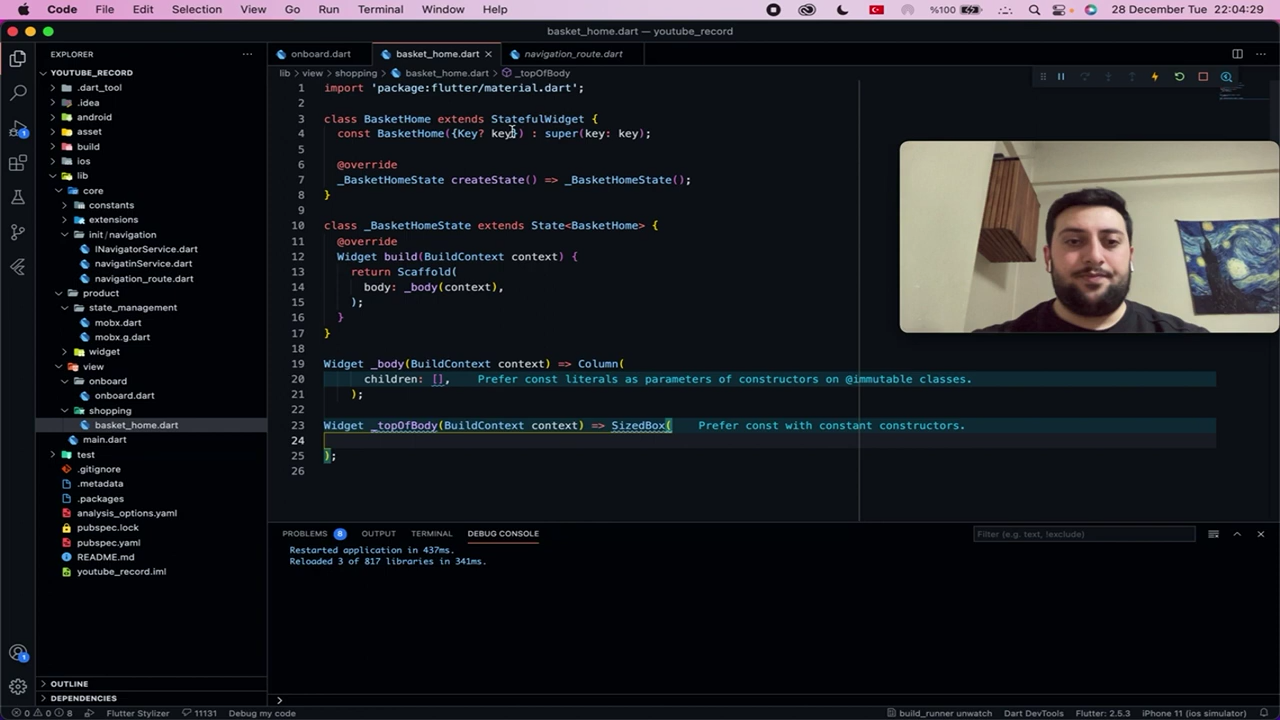 Code File Edit Selection View Go Run Terminal Window Help %100 28 December Tue 22:04:29
basket_home.dart — youtube_record
EXPLORER
onboard.dart basket_home.dart navigation_route.dart
YOUTUBE_RECORD
.dart_tool
.idea
android
asset
build
ios
lib
core
constants
extensions
init/navigation
INavigatorService.dart
navigatinService.dart
navigation_route.dart
product
state_management
mobx.dart
mobx.g.dart
widget
view
onboard
onboard.dart
shopping
basket_home.dart
main.dart
test
.gitignore
.metadata
.packages
analysis_options.yaml
pubspec.lock
pubspec.yaml
README.md
youtube_record.iml
OUTLINE
DEPENDENCIES
lib > view > shopping > basket_home.dart > _topOfBody
1 import 'package:flutter/material.dart';
2
3 class BasketHome extends StatefulWidget {
4 const BasketHome({Key? key}) : super(key: key);
5
6 @override
7 _BasketHomeState createState() => _BasketHomeState();
8 }
9
10 class _BasketHomeState extends State<BasketHome> {
11 @override
12 Widget build(BuildContext context) {
13 return Scaffold(
14 body: _body(context),
15 );
16 }
17 }
18
19 Widget _body(BuildContext context) => Column(
20 children: [], Prefer const literals as parameters of constructors on @immutable classes.
21 );
22
23 Widget _topOfBody(BuildContext context) => SizedBox( Prefer const with constant constructors.
24
25 );
26
PROBLEMS 8 OUTPUT TERMINAL DEBUG CONSOLE Filter (e.g. text, !exclude)
Restarted application in 437ms.
Reloaded 3 of 817 libraries in 341ms.
1
1
0 0 8 Flutter Stylizer 11131 Debug my code build_runner unwatch Dart DevTools Flutter: 2.5.3 iPhone 11 (ios simulator)